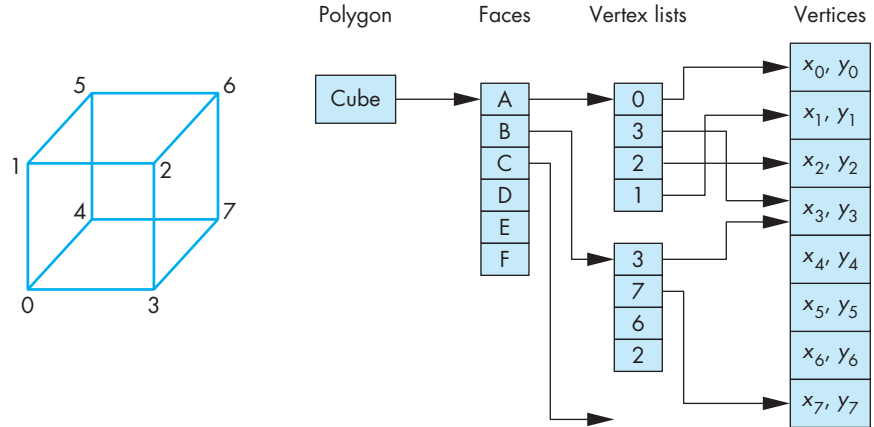 Polygon
Faces
Vertex lists
Vertices
5
6
1
2
4
7
0
3
Cube
A
B
C
D
E
F
0
3
2
1
3
7
6
2
x0, y0
x1, y1
x2, y2
x3, y3
x4, y4
x5, y5
x6, y6
x7, y7